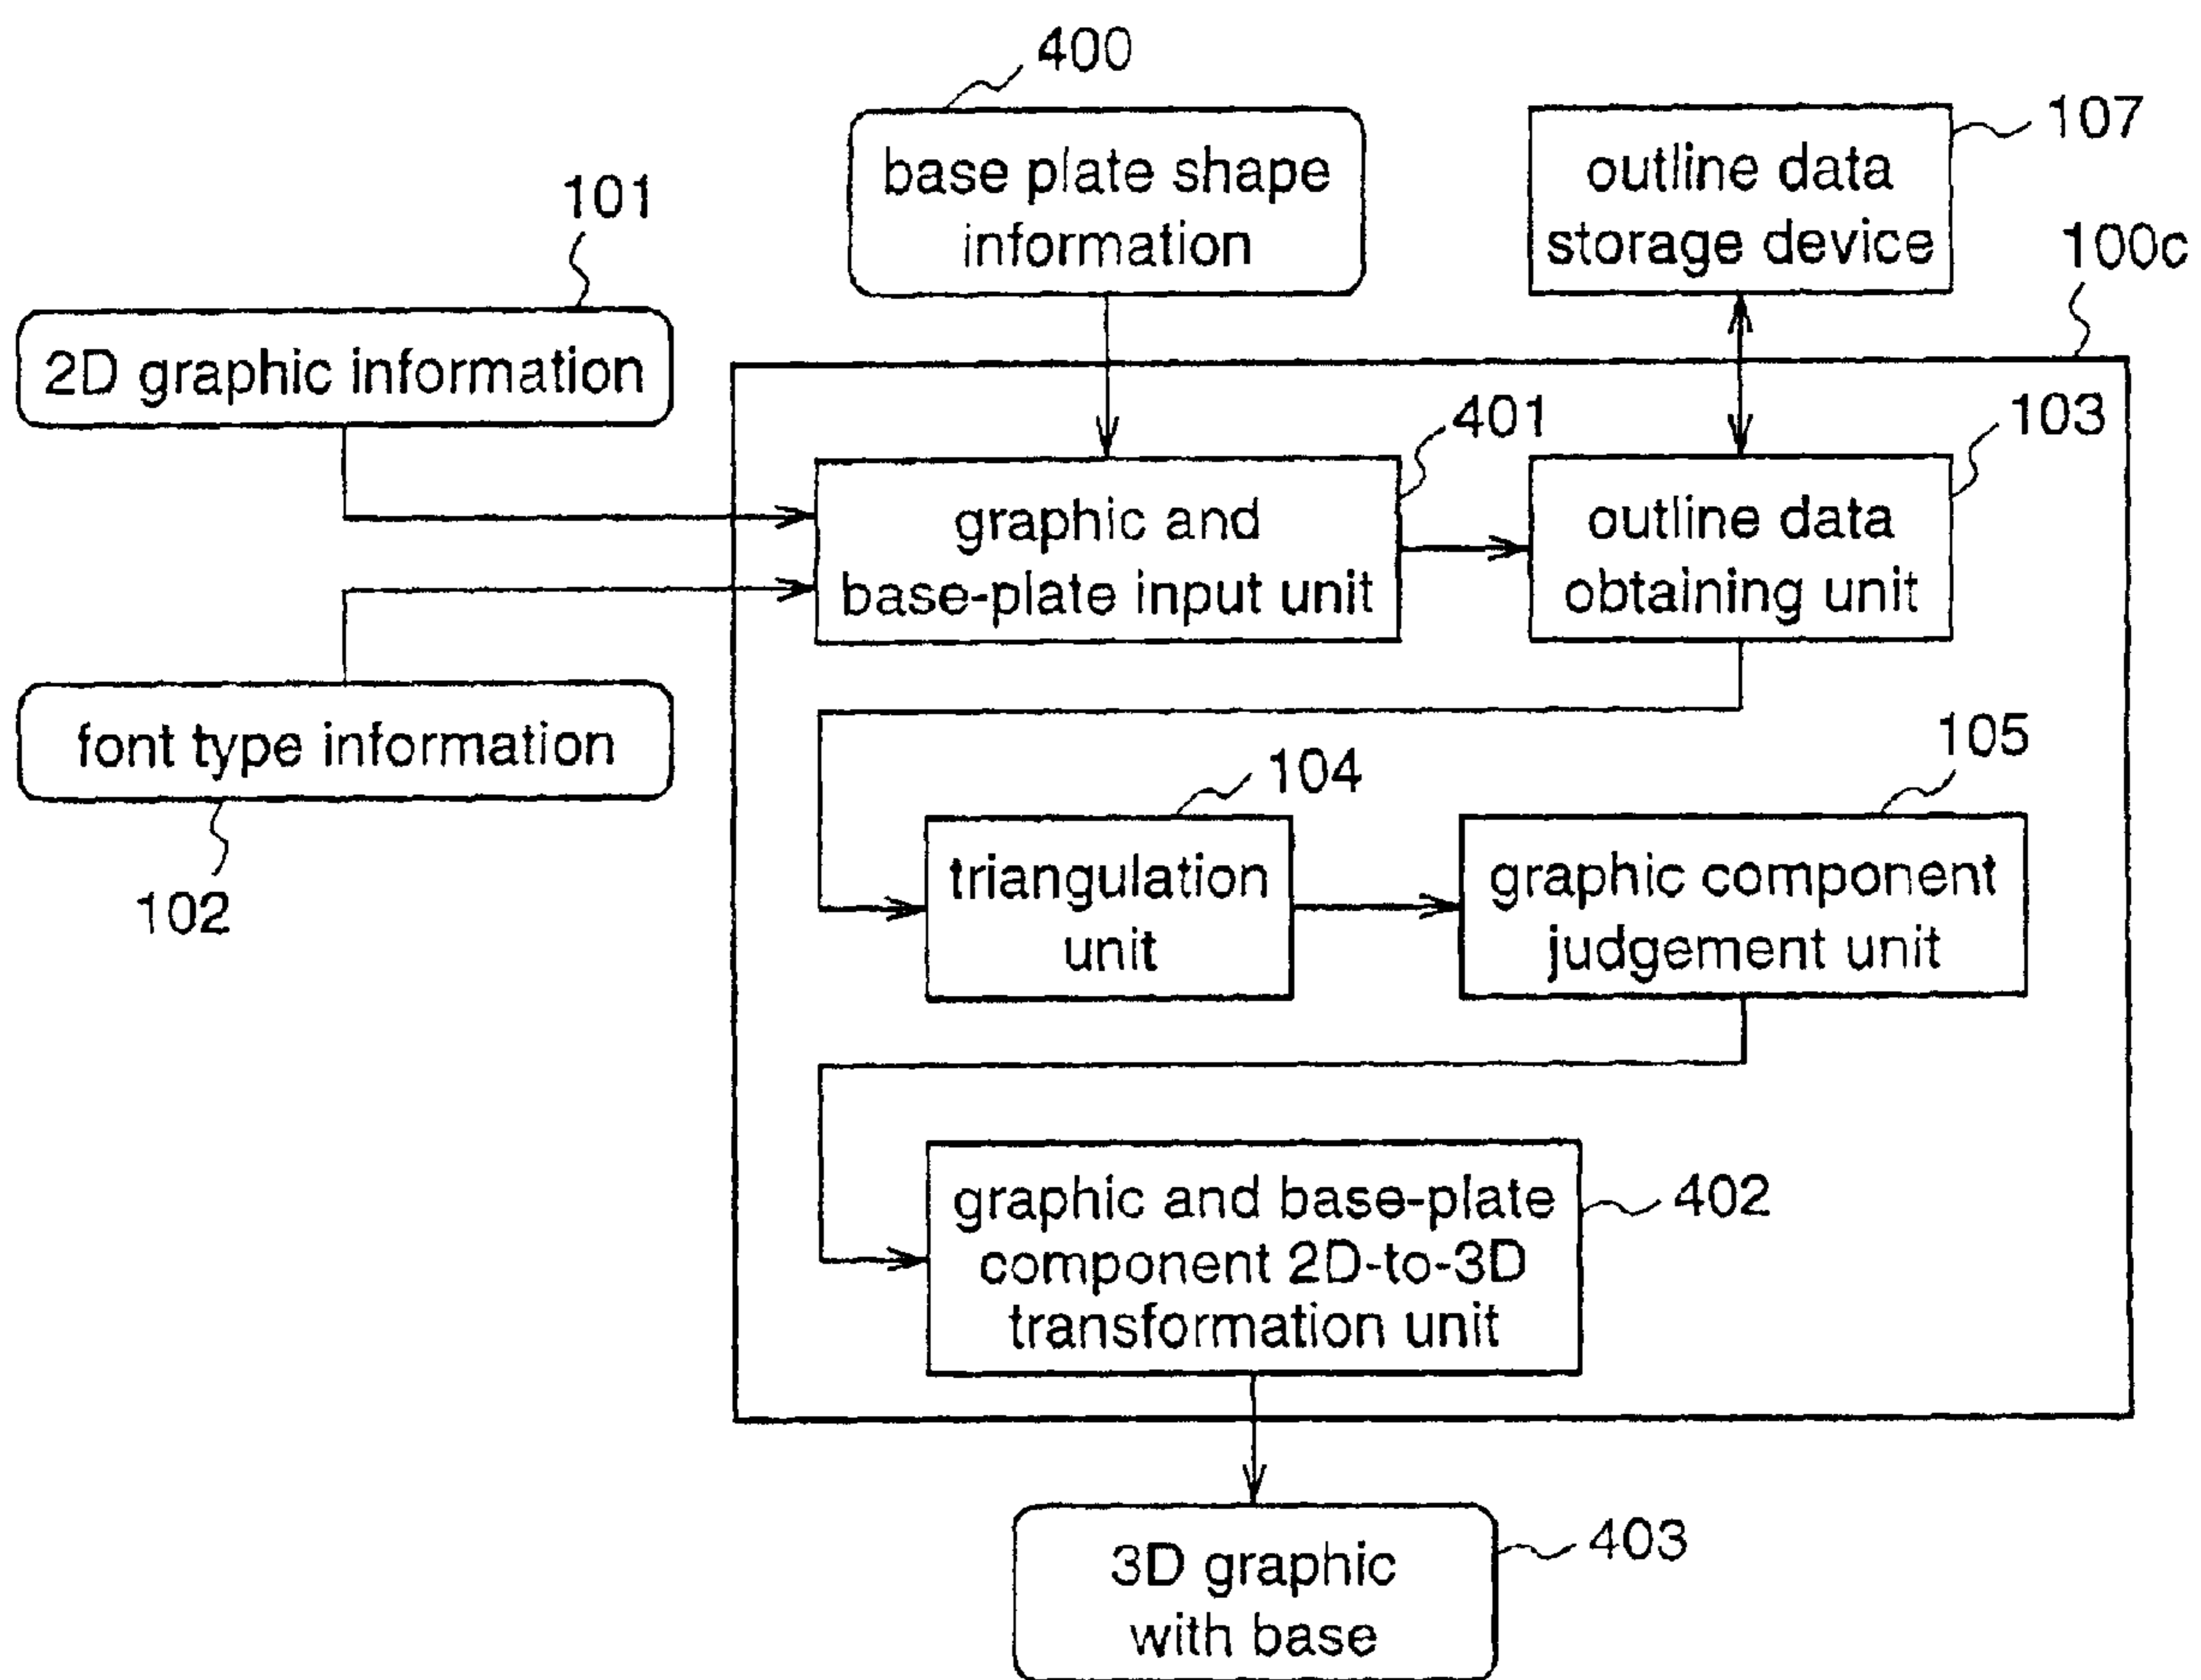 400
base plate shape
information
107
outline data
storage device
101
100c
2D graphic information
401
103
graphic and
base-plate input unit
outline data
obtaining unit
font type information
102
104
105
triangulation
unit
graphic component
judgement unit
402
graphic and base-plate
component 2D-to-3D
transformation unit
403
3D graphic
with base